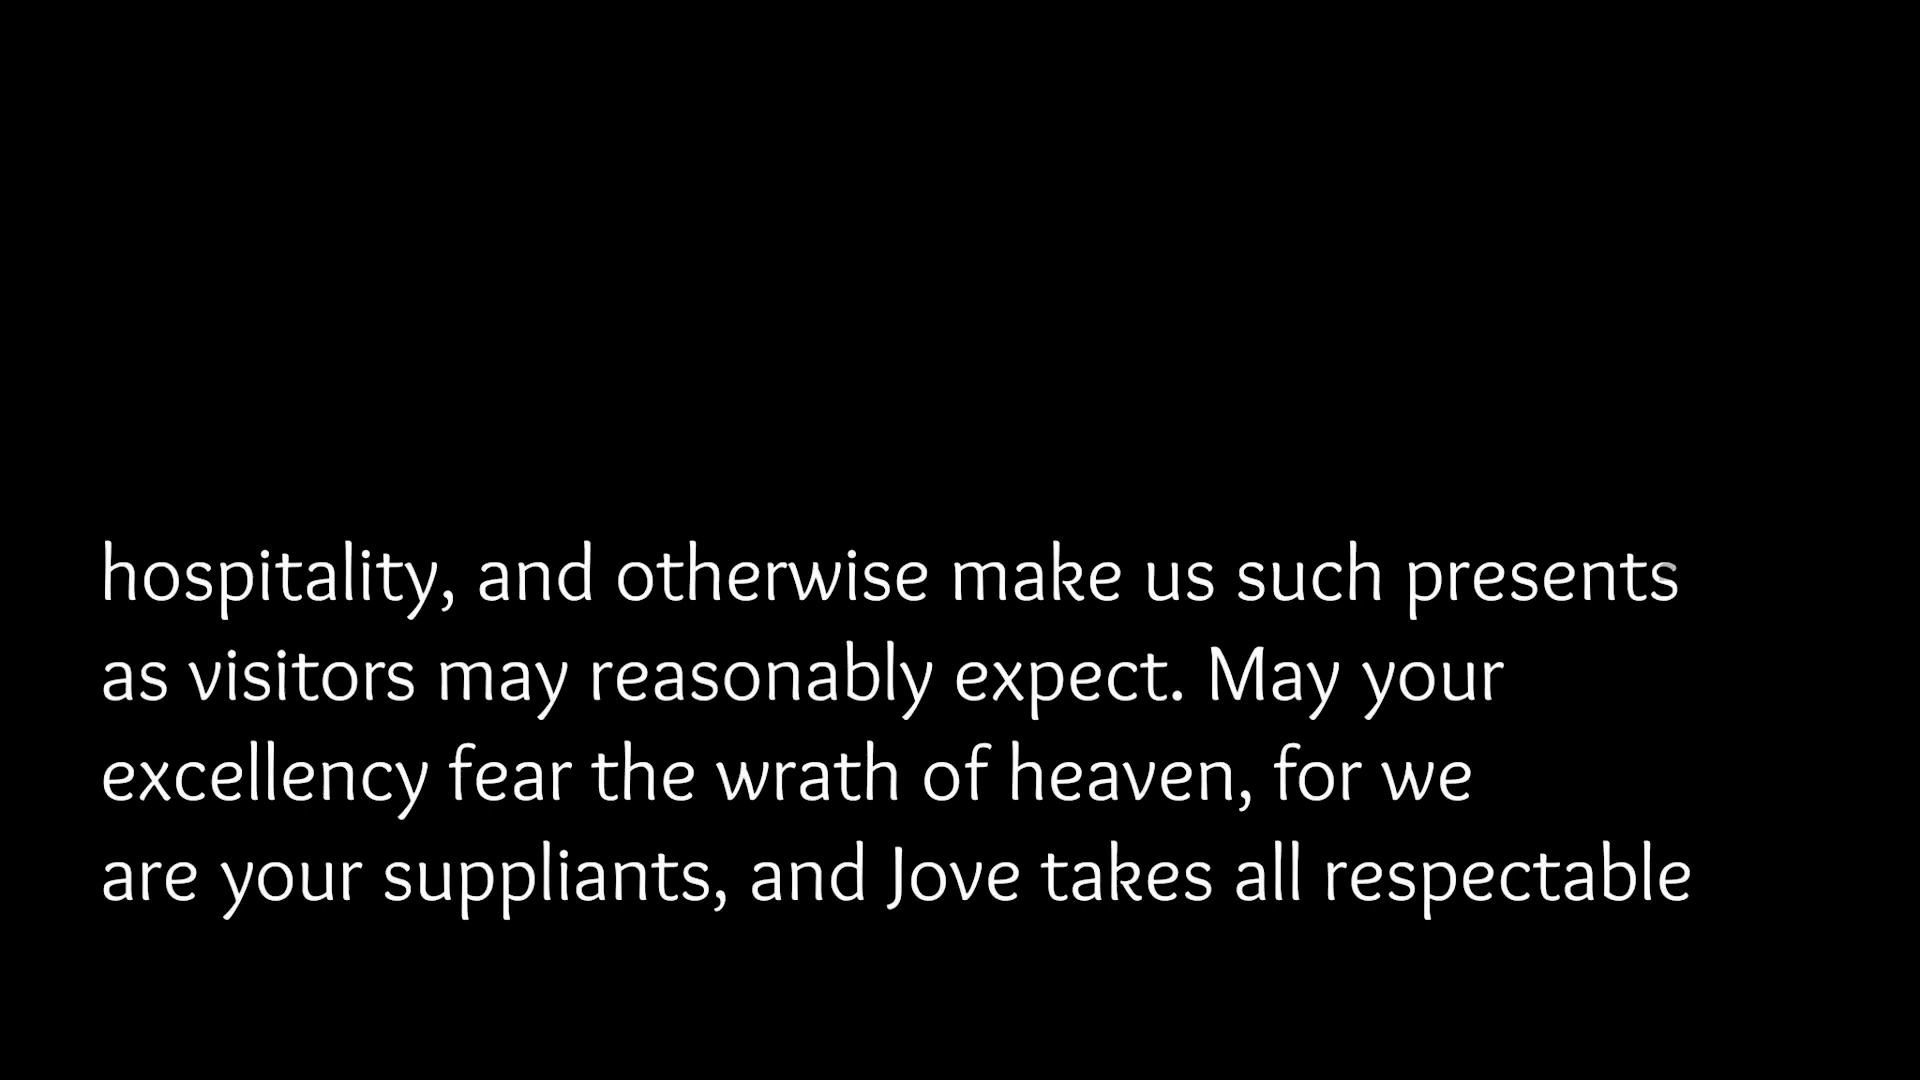 hospitality, and otherwise make us such presents
as visitors may reasonably expect. May your
excellency fear the wrath of heaven, for we
are your suppliants, and Jove takes all respectable